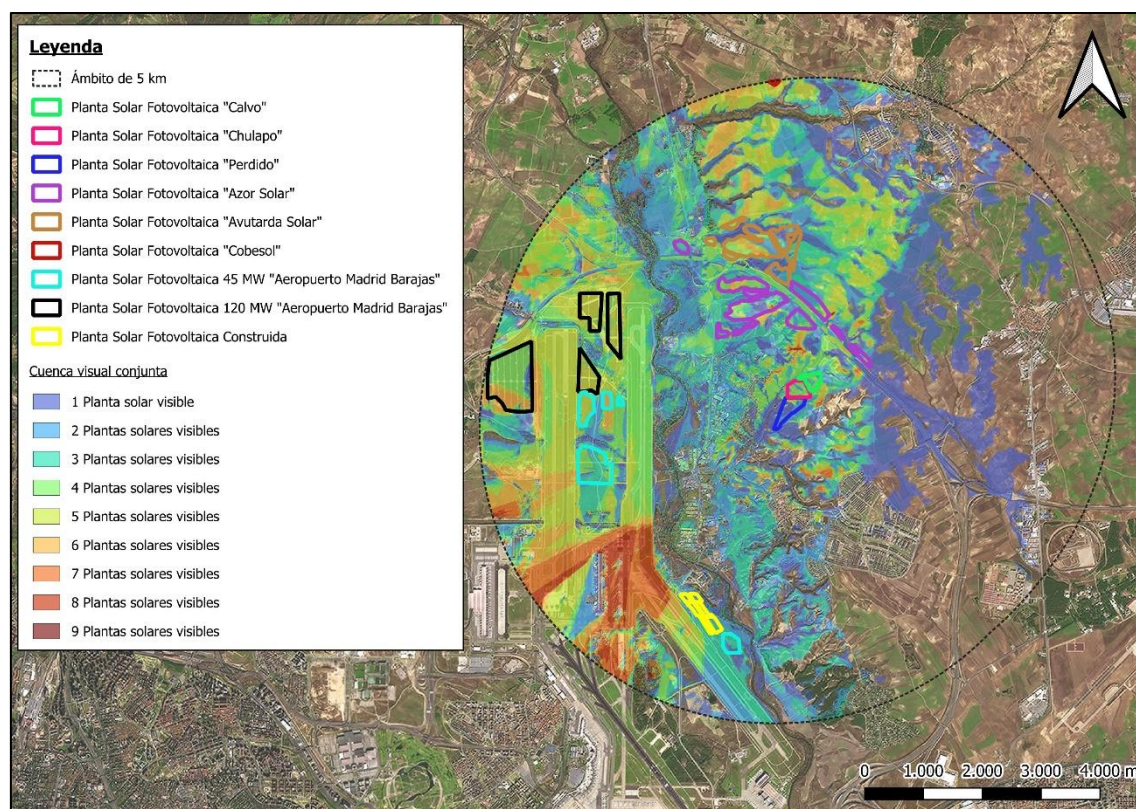 Leyenda
Ámbito de 5 km
Planta Solar Fotovoltaica "Calvo"
Planta Solar Fotovoltaica "Chulapo"
Planta Solar Fotovoltaica "Perdido"
Planta Solar Fotovoltaica "Azor Solar"
Planta Solar Fotovoltaica "Avutarda Solar"
Planta Solar Fotovoltaica "Cobesol"
Planta Solar Fotovoltaica 45 MW "Aeropuerto Madrid Barajas"
Planta Solar Fotovoltaica 120 MW "Aeropuerto Madrid Barajas"
Planta Solar Fotovoltaica Construida
Cuenca visual conjunta
1 Planta solar visible
2 Plantas solares visibles
3 Plantas solares visibles
4 Plantas solares visibles
5 Plantas solares visibles
6 Plantas solares visibles
7 Plantas solares visibles
8 Plantas solares visibles
9 Plantas solares visibles
0 1.000 2.000 3.000 4.000 m